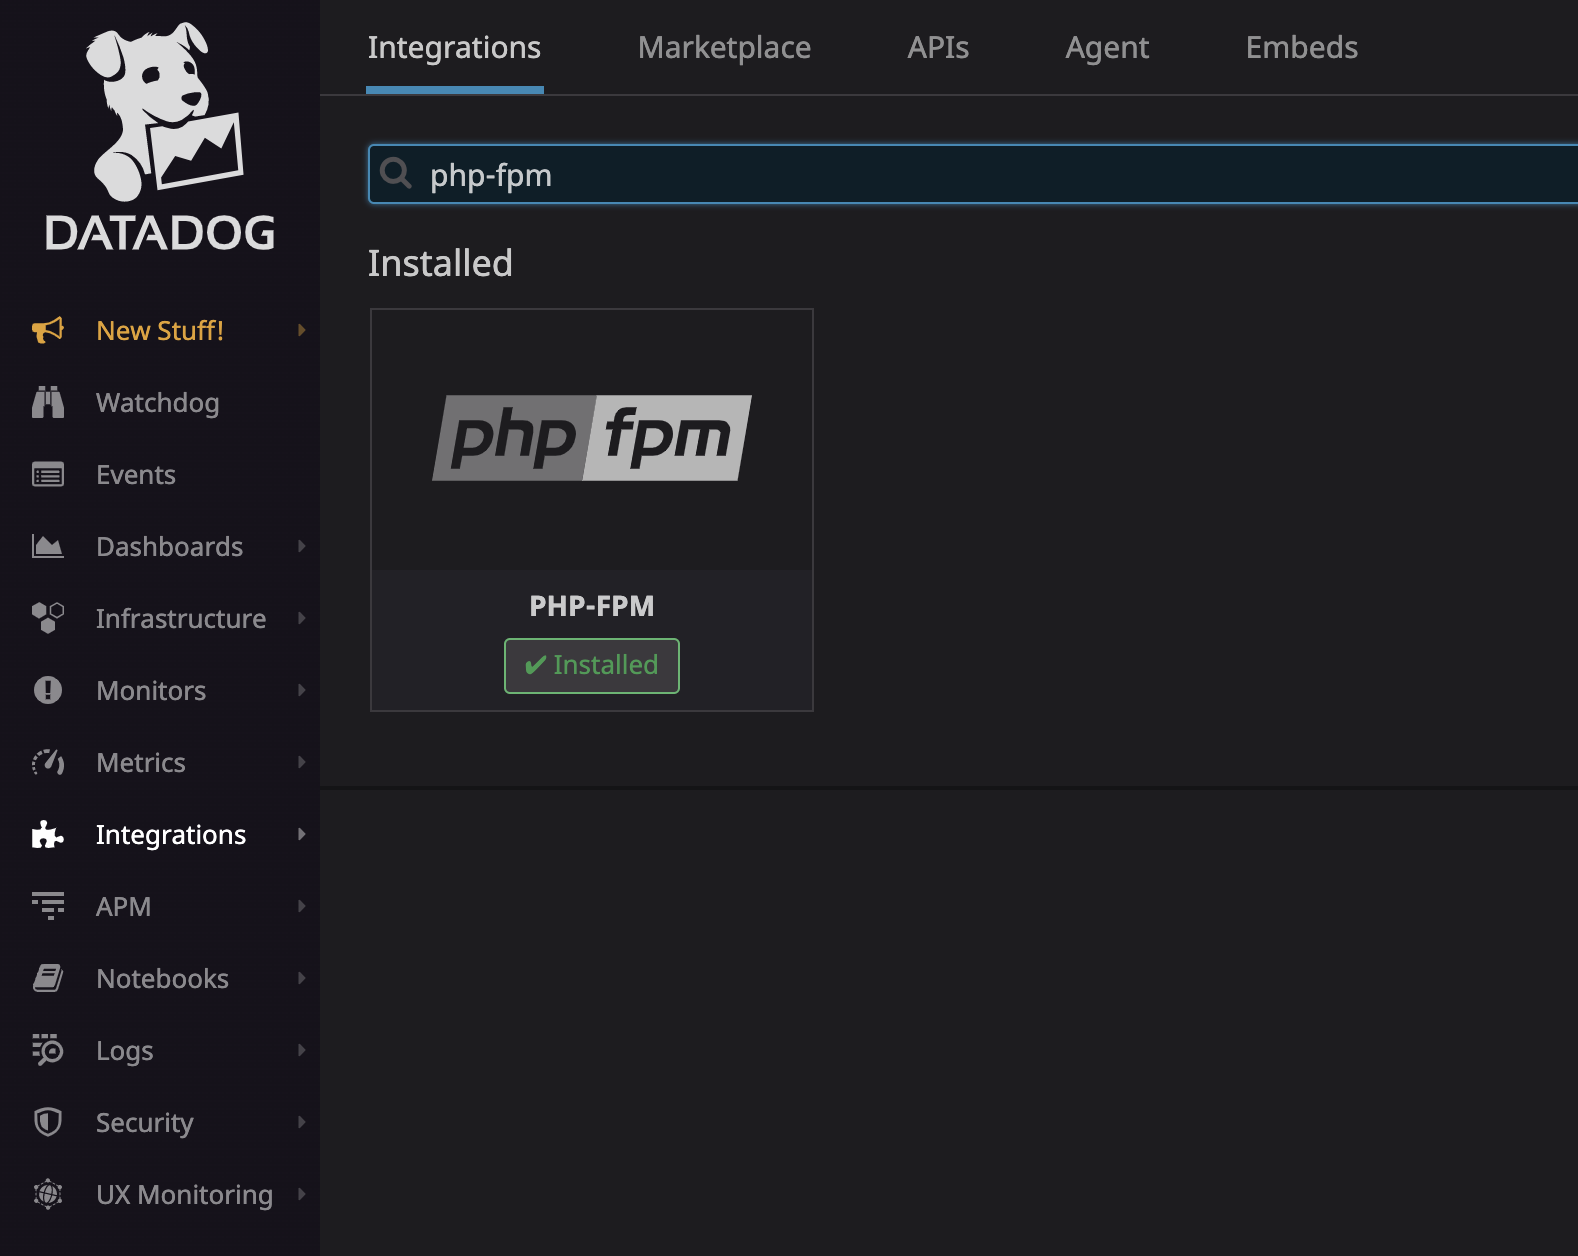 DATADOG
New Stuff!
Watchdog
Events
Dashboards
Infrastructure
Monitors
Metrics
Integrations
APM
Notebooks
Logs
Security
UX Monitoring
Integrations Marketplace APIs Agent Embeds
php-fpm
Installed
php fpm
PHP-FPM
✔ Installed